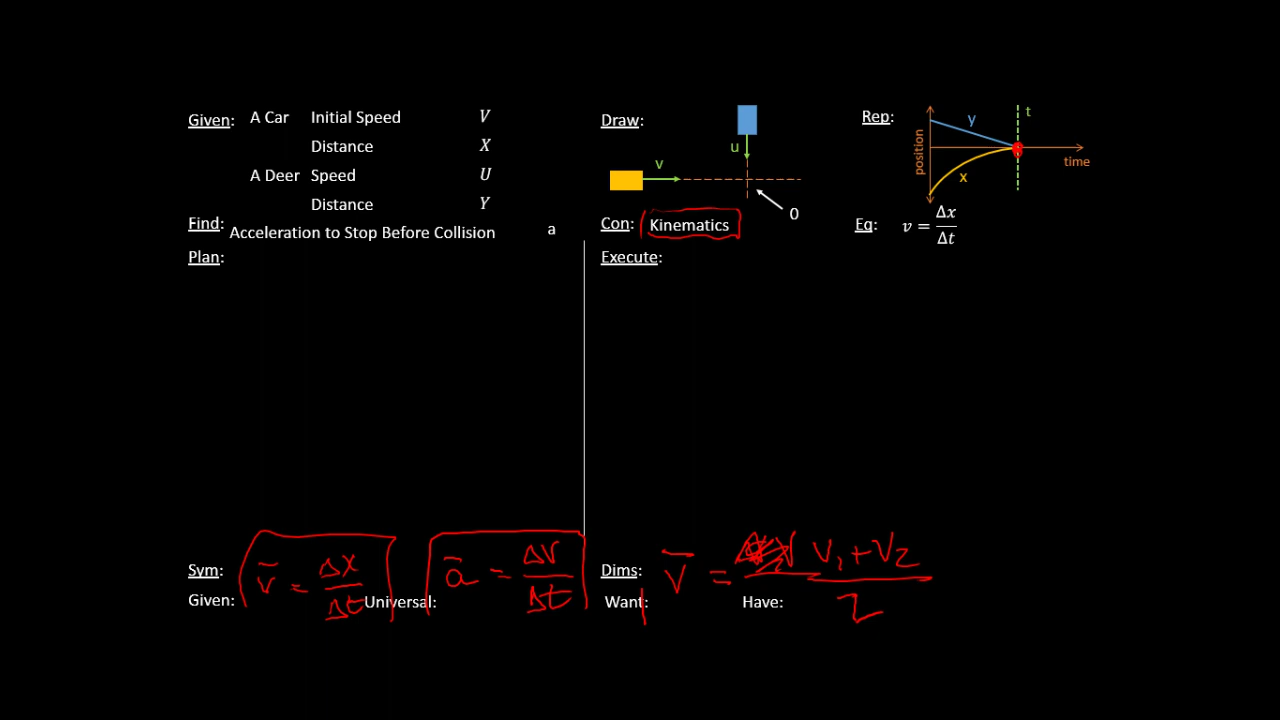 Given: A Car Initial Speed V
Distance X
A Deer Speed U
Distance Y
Find: Acceleration to Stop Before Collision a
Plan:
Draw:
u
v
0
Con: Kinematics
Execute:
Rep:
position
y
x
t
time
Eq: v = Δx/Δt
Sym: v̄ = Δx/Δt ā = Δv/Δt
Given: Universal:
Dims: v̄ = V₁+V₂/2
Want: Have: